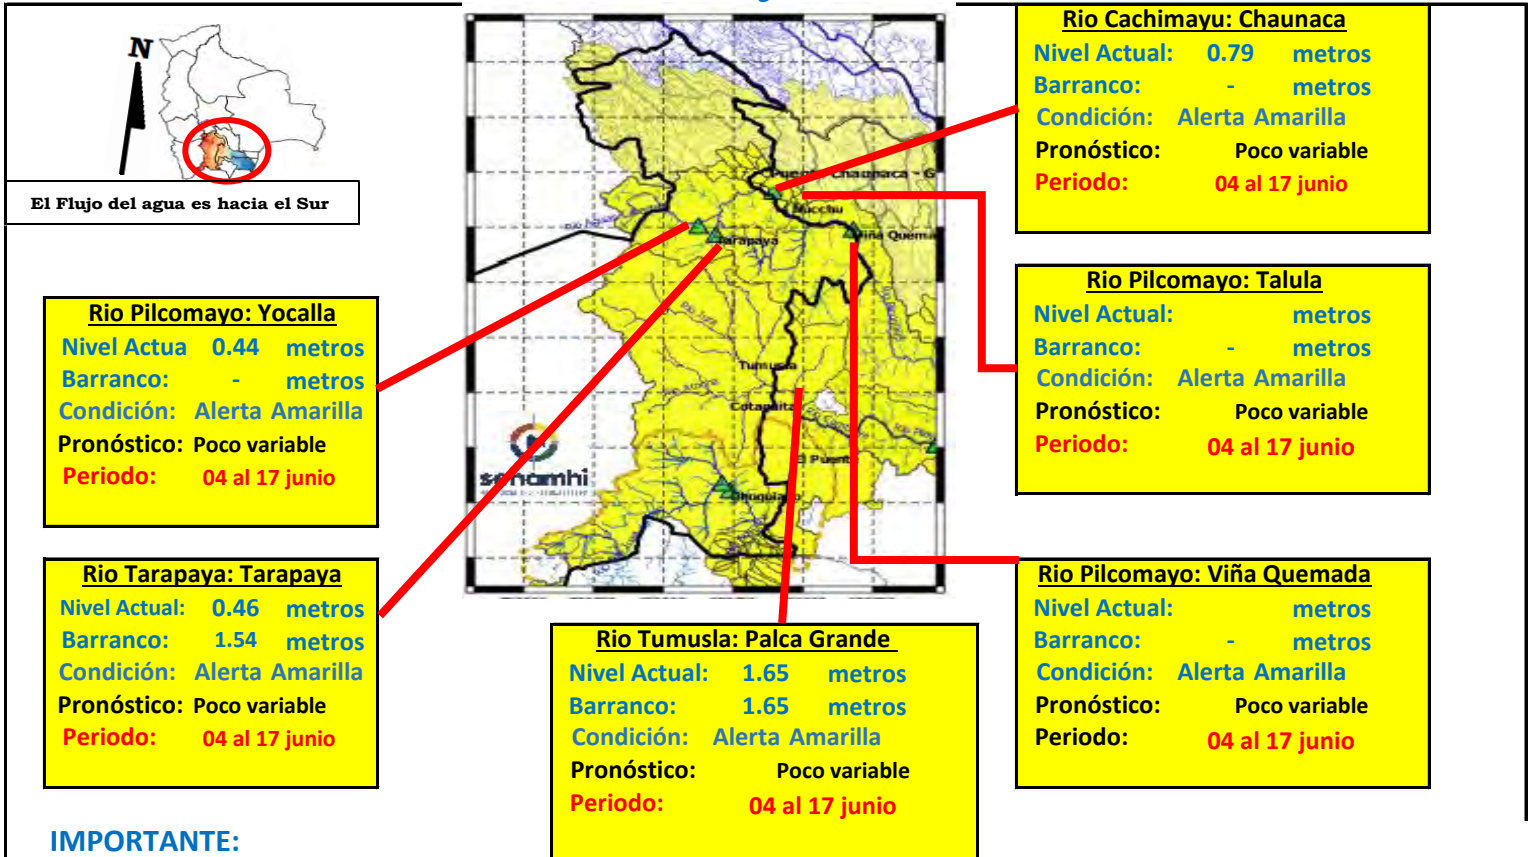 N
El Flujo del agua es hacia el Sur
Rio Cachimayu: Chaunaca
Nivel Actual: 0.79 metros
Barranco: - metros
Condición: Alerta Amarilla
Pronóstico: Poco variable
Periodo: 04 al 17 junio
Rio Pilcomayo: Talula
Nivel Actual: metros
Barranco: - metros
Condición: Alerta Amarilla
Pronóstico: Poco variable
Periodo: 04 al 17 junio
Rio Pilcomayo: Yocalla
Nivel Actua 0.44 metros
Barranco: - metros
Condición: Alerta Amarilla
Pronóstico: Poco variable
Periodo: 04 al 17 junio
Rio Tarapaya: Tarapaya
Nivel Actual: 0.46 metros
Barranco: 1.54 metros
Condición: Alerta Amarilla
Pronóstico: Poco variable
Periodo: 04 al 17 junio
Rio Tumusla: Palca Grande
Nivel Actual: 1.65 metros
Barranco: 1.65 metros
Condición: Alerta Amarilla
Pronóstico: Poco variable
Periodo: 04 al 17 junio
Rio Pilcomayo: Viña Quemada
Nivel Actual: metros
Barranco: - metros
Condición: Alerta Amarilla
Pronóstico: Poco variable
Periodo: 04 al 17 junio
Puente Chaunaca - G
Tarapaya
Viña Quema
Tumusla
Cotagaita
El Puente
senamhi
IMPORTANTE: